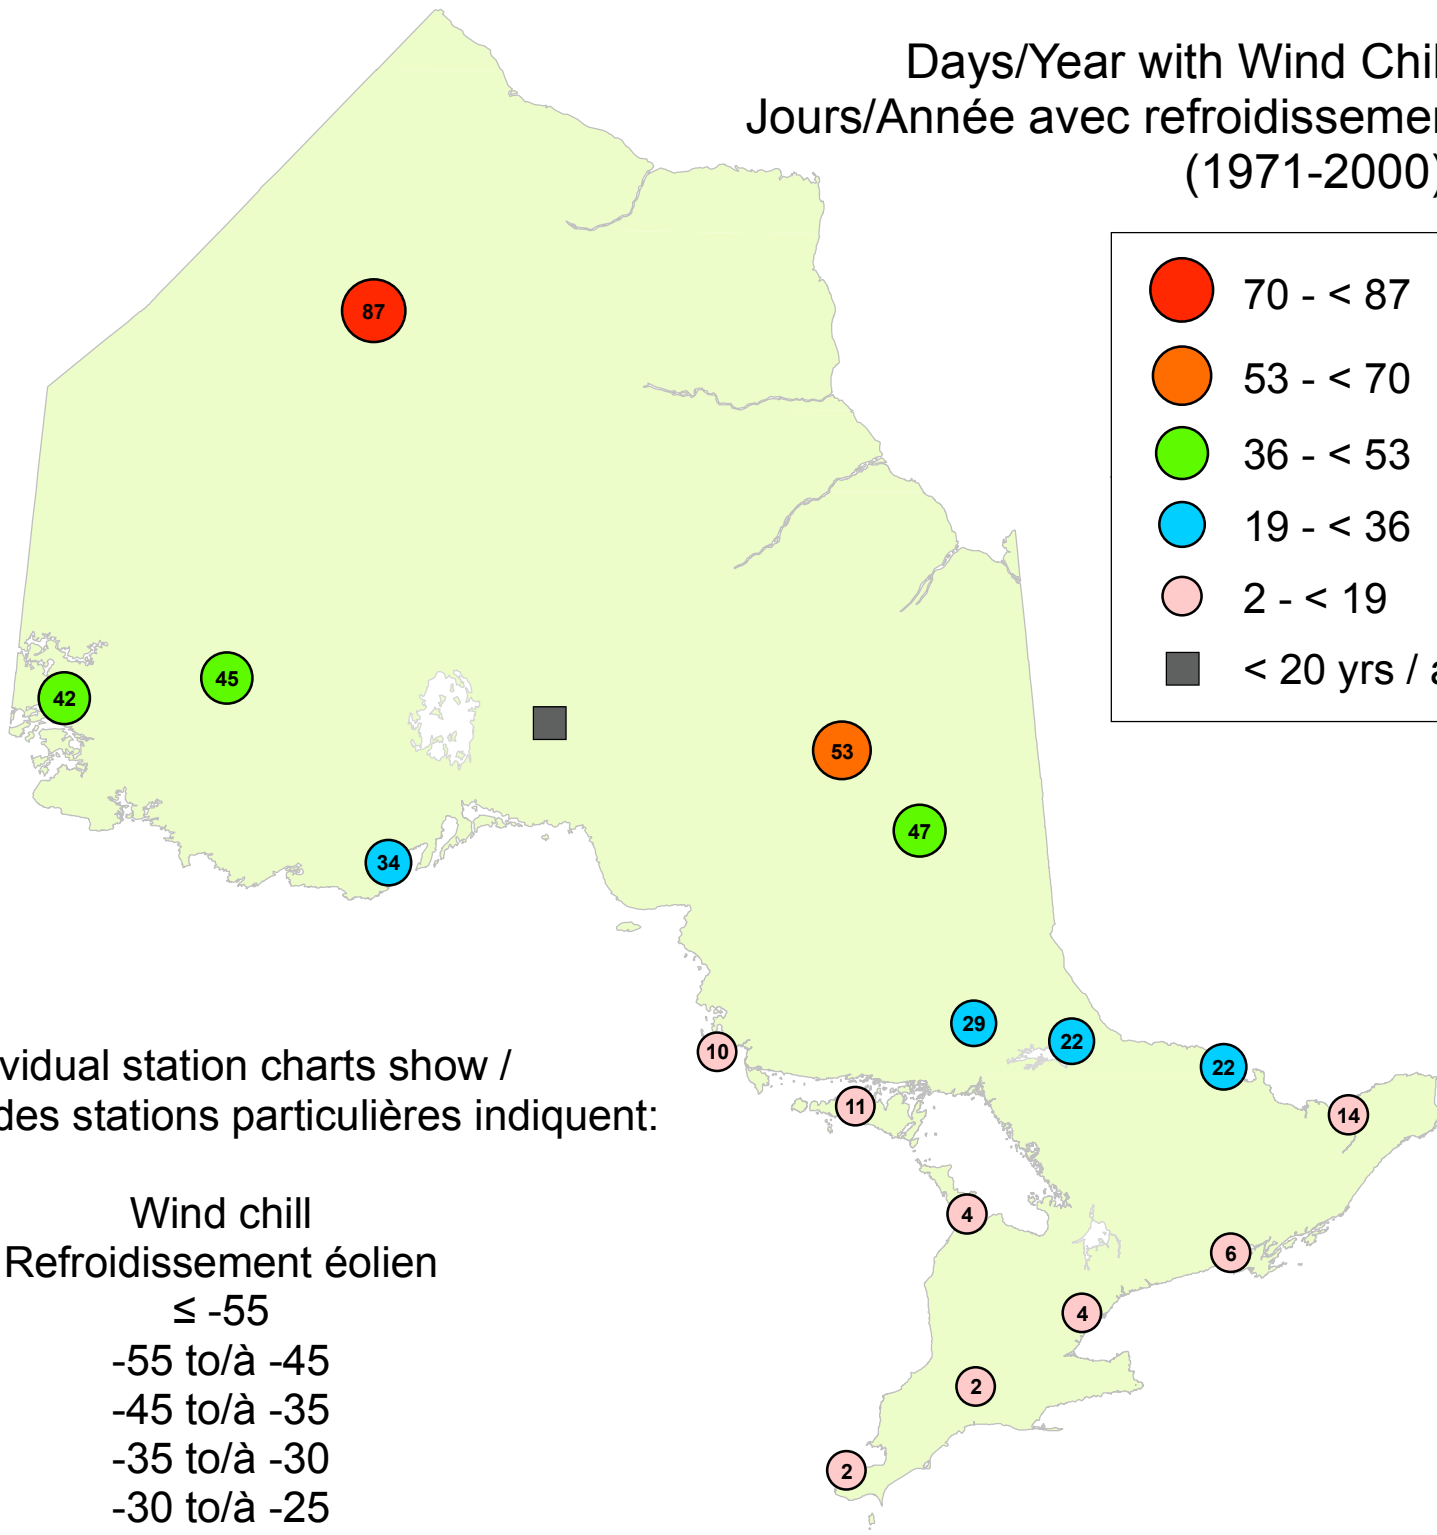 Days/Year with Wind Chil
Jours/Année avec refroidissemen
(1971-2000)
70 - < 87
53 - < 70
36 - < 53
19 - < 36
2 - < 19
< 20 yrs / a
87
45
42
53
47
34
29
22
22
10
11
14
4
6
4
2
2
vidual station charts show /
des stations particulières indiquent:
Wind chill
Refroidissement éolien
≤ -55
-55 to/à -45
-45 to/à -35
-35 to/à -30
-30 to/à -25